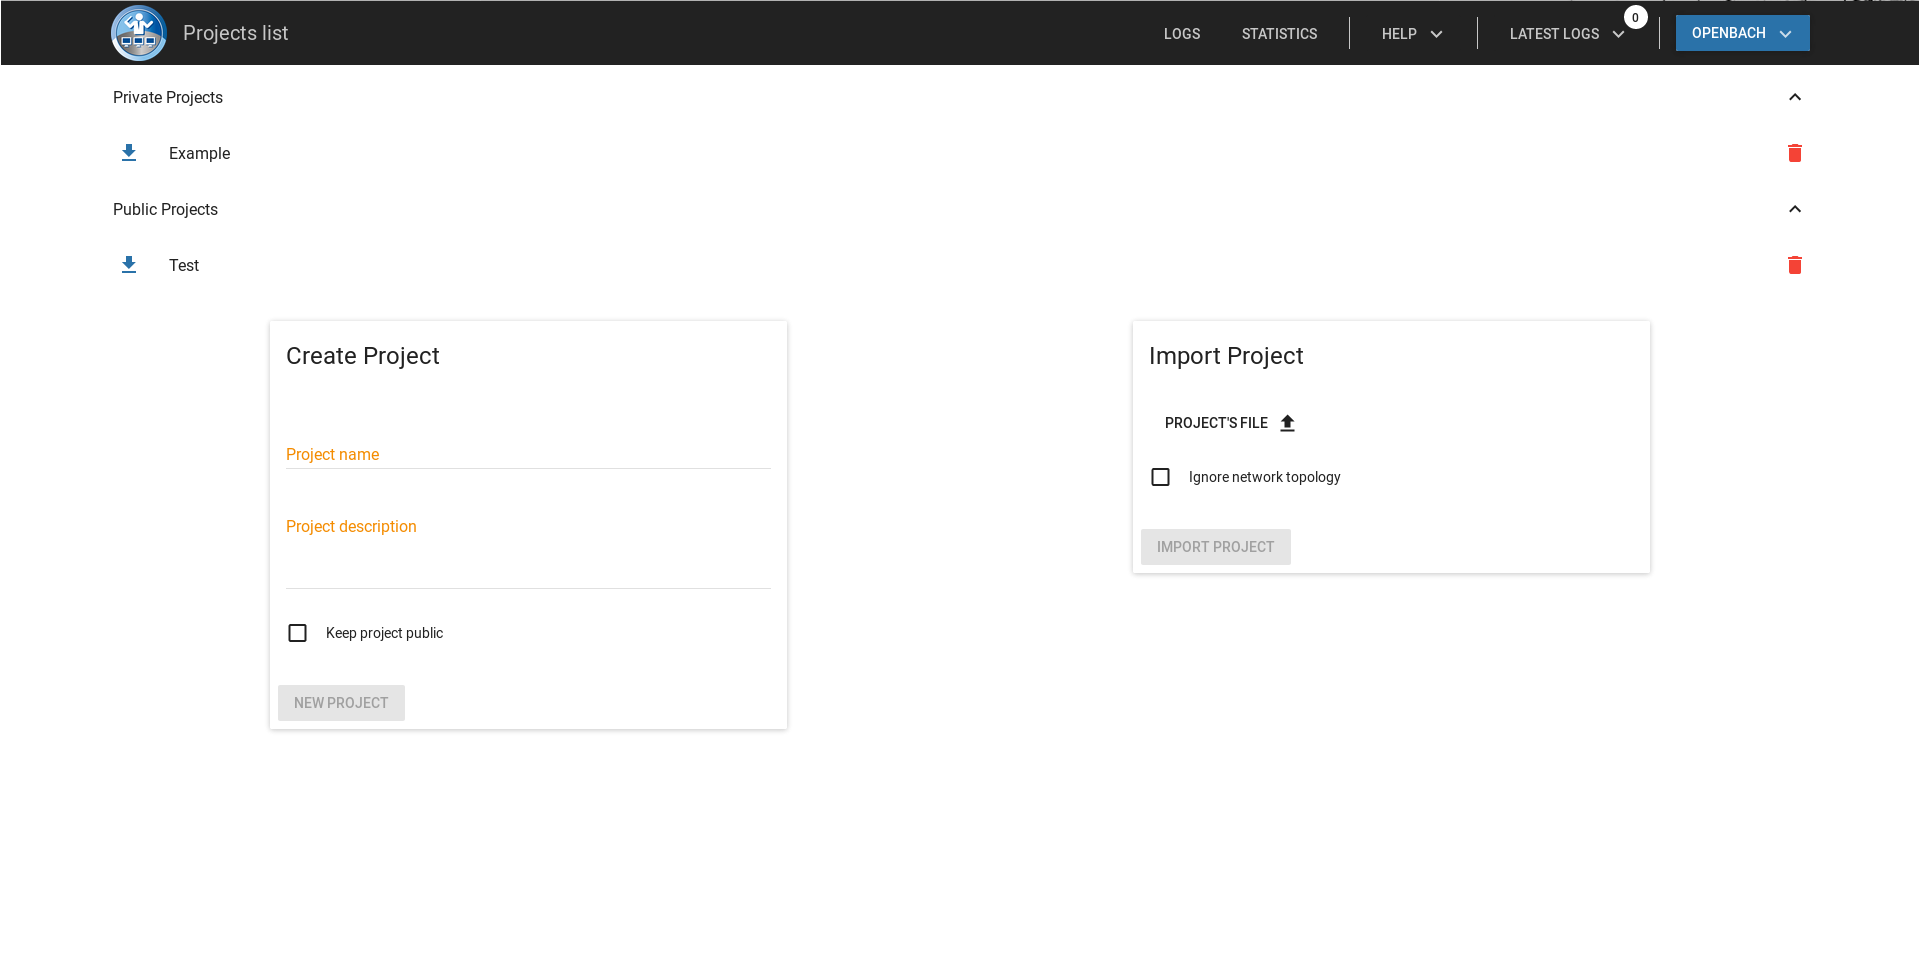 Projects list
LOGS
STATISTICS
HELP
LATEST LOGS
0
OPENBACH
Private Projects
Example
Public Projects
Test
Create Project
Project name
Project description
Keep project public
NEW PROJECT
Import Project
PROJECT'S FILE
Ignore network topology
IMPORT PROJECT